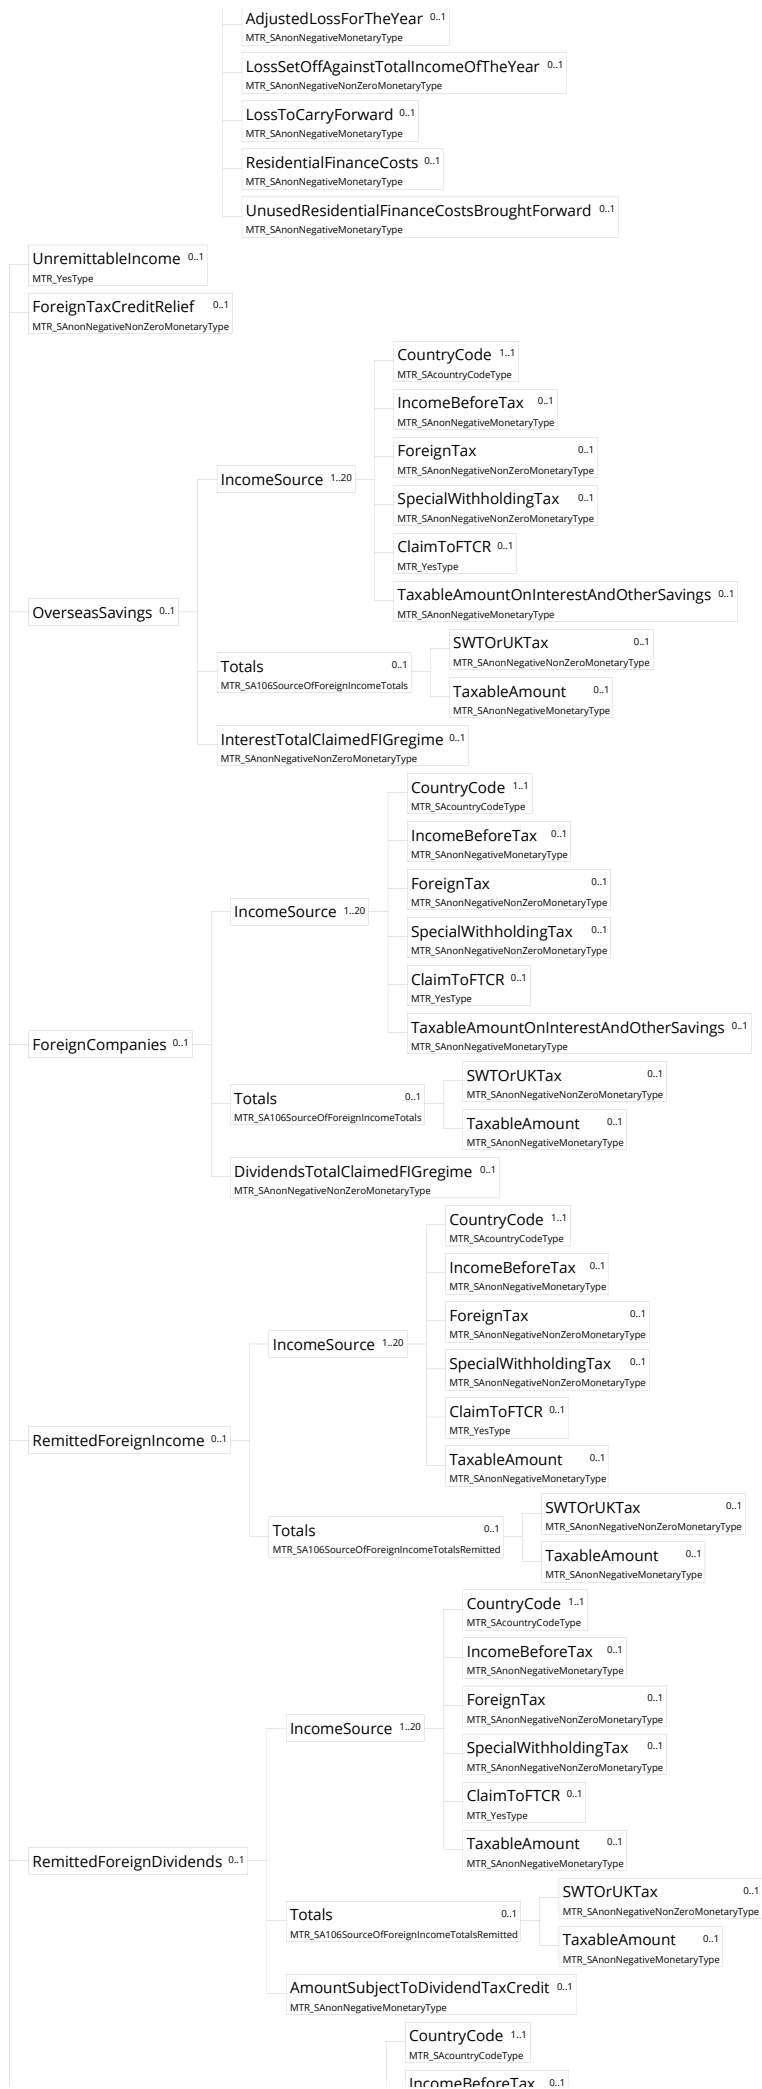 AdjustedLossForTheYear 0..1
MTR_SAnonNegativeMonetaryType
LossSetOffAgainstTotalIncomeOfTheYear 0..1
MTR_SAnonNegativeNonZeroMonetaryType
LossToCarryForward 0..1
MTR_SAnonNegativeMonetaryType
ResidentialFinanceCosts 0..1
MTR_SAnonNegativeMonetaryType
UnusedResidentialFinanceCostsBroughtForward 0..1
MTR_SAnonNegativeMonetaryType
UnremittableIncome 0..1
MTR_YesType
ForeignTaxCreditRelief 0..1
MTR_SAnonNegativeNonZeroMonetaryType
OverseasSavings 0..1
IncomeSource 1..20
CountryCode 1..1
MTR_SAcountryCodeType
IncomeBeforeTax 0..1
MTR_SAnonNegativeMonetaryType
ForeignTax 0..1
MTR_SAnonNegativeNonZeroMonetaryType
SpecialWithholdingTax 0..1
MTR_SAnonNegativeNonZeroMonetaryType
ClaimToFTCR 0..1
MTR_YesType
TaxableAmountOnInterestAndOtherSavings 0..1
MTR_SAnonNegativeMonetaryType
Totals 0..1
MTR_SA106SourceOfForeignIncomeTotals
SWTOrUKTax 0..1
MTR_SAnonNegativeNonZeroMonetaryType
TaxableAmount 0..1
MTR_SAnonNegativeMonetaryType
InterestTotalClaimedFIGregime 0..1
MTR_SAnonNegativeNonZeroMonetaryType
ForeignCompanies 0..1
IncomeSource 1..20
CountryCode 1..1
MTR_SAcountryCodeType
IncomeBeforeTax 0..1
MTR_SAnonNegativeMonetaryType
ForeignTax 0..1
MTR_SAnonNegativeNonZeroMonetaryType
SpecialWithholdingTax 0..1
MTR_SAnonNegativeNonZeroMonetaryType
ClaimToFTCR 0..1
MTR_YesType
TaxableAmountOnInterestAndOtherSavings 0..1
MTR_SAnonNegativeMonetaryType
Totals 0..1
MTR_SA106SourceOfForeignIncomeTotals
SWTOrUKTax 0..1
MTR_SAnonNegativeNonZeroMonetaryType
TaxableAmount 0..1
MTR_SAnonNegativeMonetaryType
DividendsTotalClaimedFIGregime 0..1
MTR_SAnonNegativeNonZeroMonetaryType
RemittedForeignIncome 0..1
IncomeSource 1..20
CountryCode 1..1
MTR_SAcountryCodeType
IncomeBeforeTax 0..1
MTR_SAnonNegativeMonetaryType
ForeignTax 0..1
MTR_SAnonNegativeNonZeroMonetaryType
SpecialWithholdingTax 0..1
MTR_SAnonNegativeNonZeroMonetaryType
ClaimToFTCR 0..1
MTR_YesType
TaxableAmount 0..1
MTR_SAnonNegativeMonetaryType
Totals 0..1
MTR_SA106SourceOfForeignIncomeTotalsRemitted
SWTOrUKTax 0..1
MTR_SAnonNegativeNonZeroMonetaryType
TaxableAmount 0..1
MTR_SAnonNegativeMonetaryType
RemittedForeignDividends 0..1
IncomeSource 1..20
CountryCode 1..1
MTR_SAcountryCodeType
IncomeBeforeTax 0..1
MTR_SAnonNegativeMonetaryType
ForeignTax 0..1
MTR_SAnonNegativeNonZeroMonetaryType
SpecialWithholdingTax 0..1
MTR_SAnonNegativeNonZeroMonetaryType
ClaimToFTCR 0..1
MTR_YesType
TaxableAmount 0..1
MTR_SAnonNegativeMonetaryType
Totals 0..1
MTR_SA106SourceOfForeignIncomeTotalsRemitted
SWTOrUKTax 0..1
MTR_SAnonNegativeNonZeroMonetaryType
TaxableAmount 0..1
MTR_SAnonNegativeMonetaryType
AmountSubjectToDividendTaxCredit 0..1
MTR_SAnonNegativeMonetaryType
CountryCode 1..1
MTR_SAcountryCodeType
IncomeBeforeTax 0..1